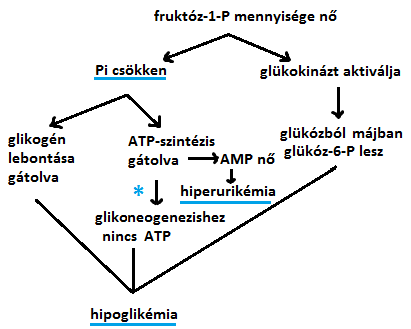 fruktóz-1-P mennyisége nő
Pi csökken
glükokinázt aktiválja
glikogén
lebontása
gátolva
ATP-szintézis
gátolva
AMP nő
glükózból májban
glükóz-6-P lesz
*
hiperurikémia
glikoneogenezishez
nincs ATP
hipoglikémia